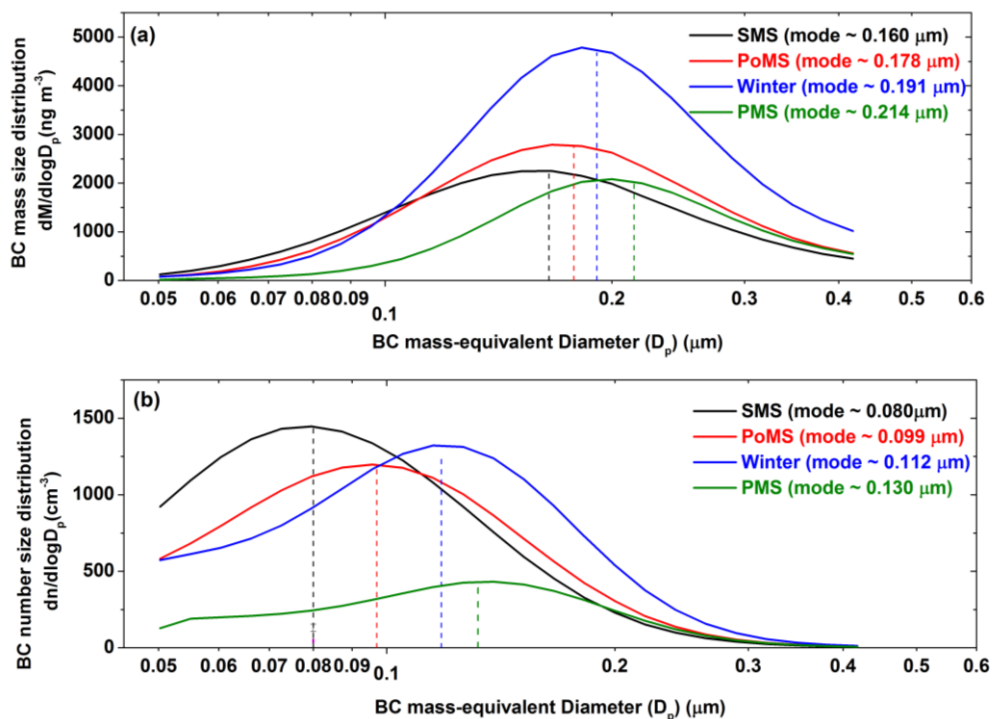 (a)
SMS (mode ~ 0.160 μm)
PoMS (mode ~ 0.178 μm)
Winter (mode ~ 0.191 μm)
PMS (mode ~ 0.214 μm)
BC mass size distribution
dM/dlogDp(ng m-3)
5000
4000
3000
2000
1000
0
0.05 0.06 0.07 0.08 0.09 0.1 0.2 0.3 0.4 0.5 0.6
BC mass-equivalent Diameter (Dp) (μm)
(b)
SMS (mode ~ 0.080μm)
PoMS (mode ~ 0.099 μm)
Winter (mode ~ 0.112 μm)
PMS (mode ~ 0.130 μm)
BC number size distribution
dn/dlogDp(cm-3)
1500
1000
500
0
0.05 0.06 0.07 0.08 0.09 0.1 0.2 0.3 0.4 0.5 0.6
BC mass-equivalent Diameter (Dp) (μm)